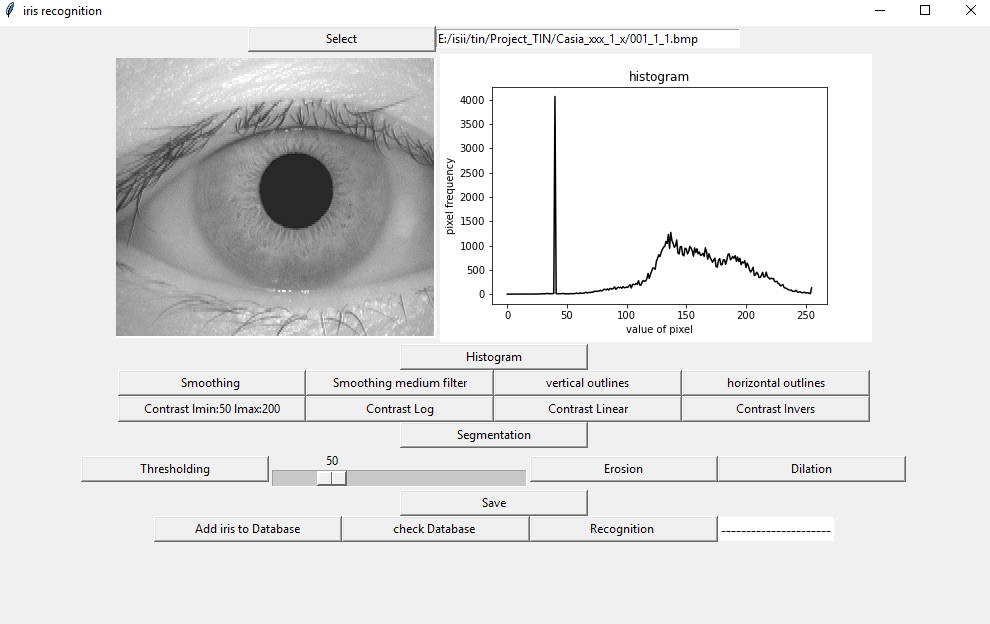 iris recognition
Select E:/isii/tin/Project_TIN/Casia_xxx_1_x/001_1_1.bmp
histogram
pixel frequency
4000
3500
3000
2500
2000
1500
1000
500
0
0 50 100 150 200 250
value of pixel
Histogram
Smoothing Smoothing medium filter vertical outlines horizontal outlines
Contrast Imin:50 Imax:200 Contrast Log Contrast Linear Contrast Invers
Segmentation
50
Thresholding Erosion Dilation
Save
Add iris to Database check Database Recognition ----------------------